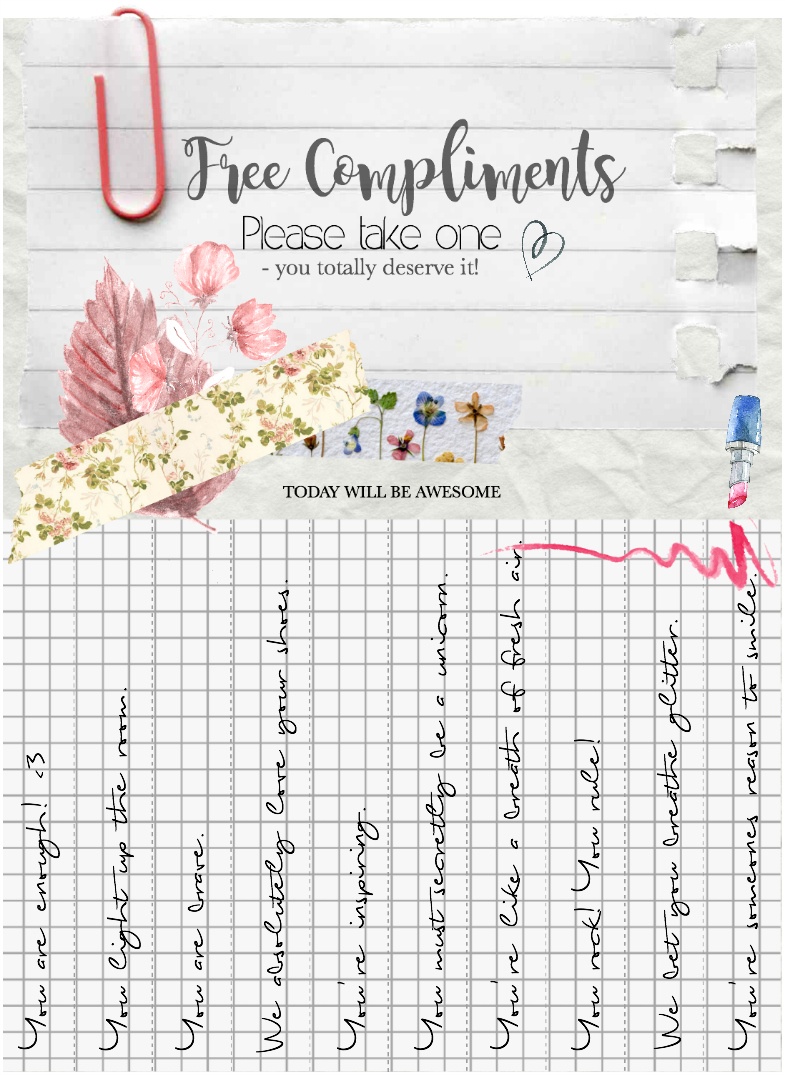 Free Compliments
Please take one
- you totally deserve it!
TODAY WILL BE AWESOME
You are enough! <3
You light up the room.
You are brave.
We absolutely love your shoes.
You're inspiring.
You must secretly be a unicorn.
You're like a breath of fresh air.
You rock! You rule!
We bet you breathe glitter.
You're someones reason to smile.